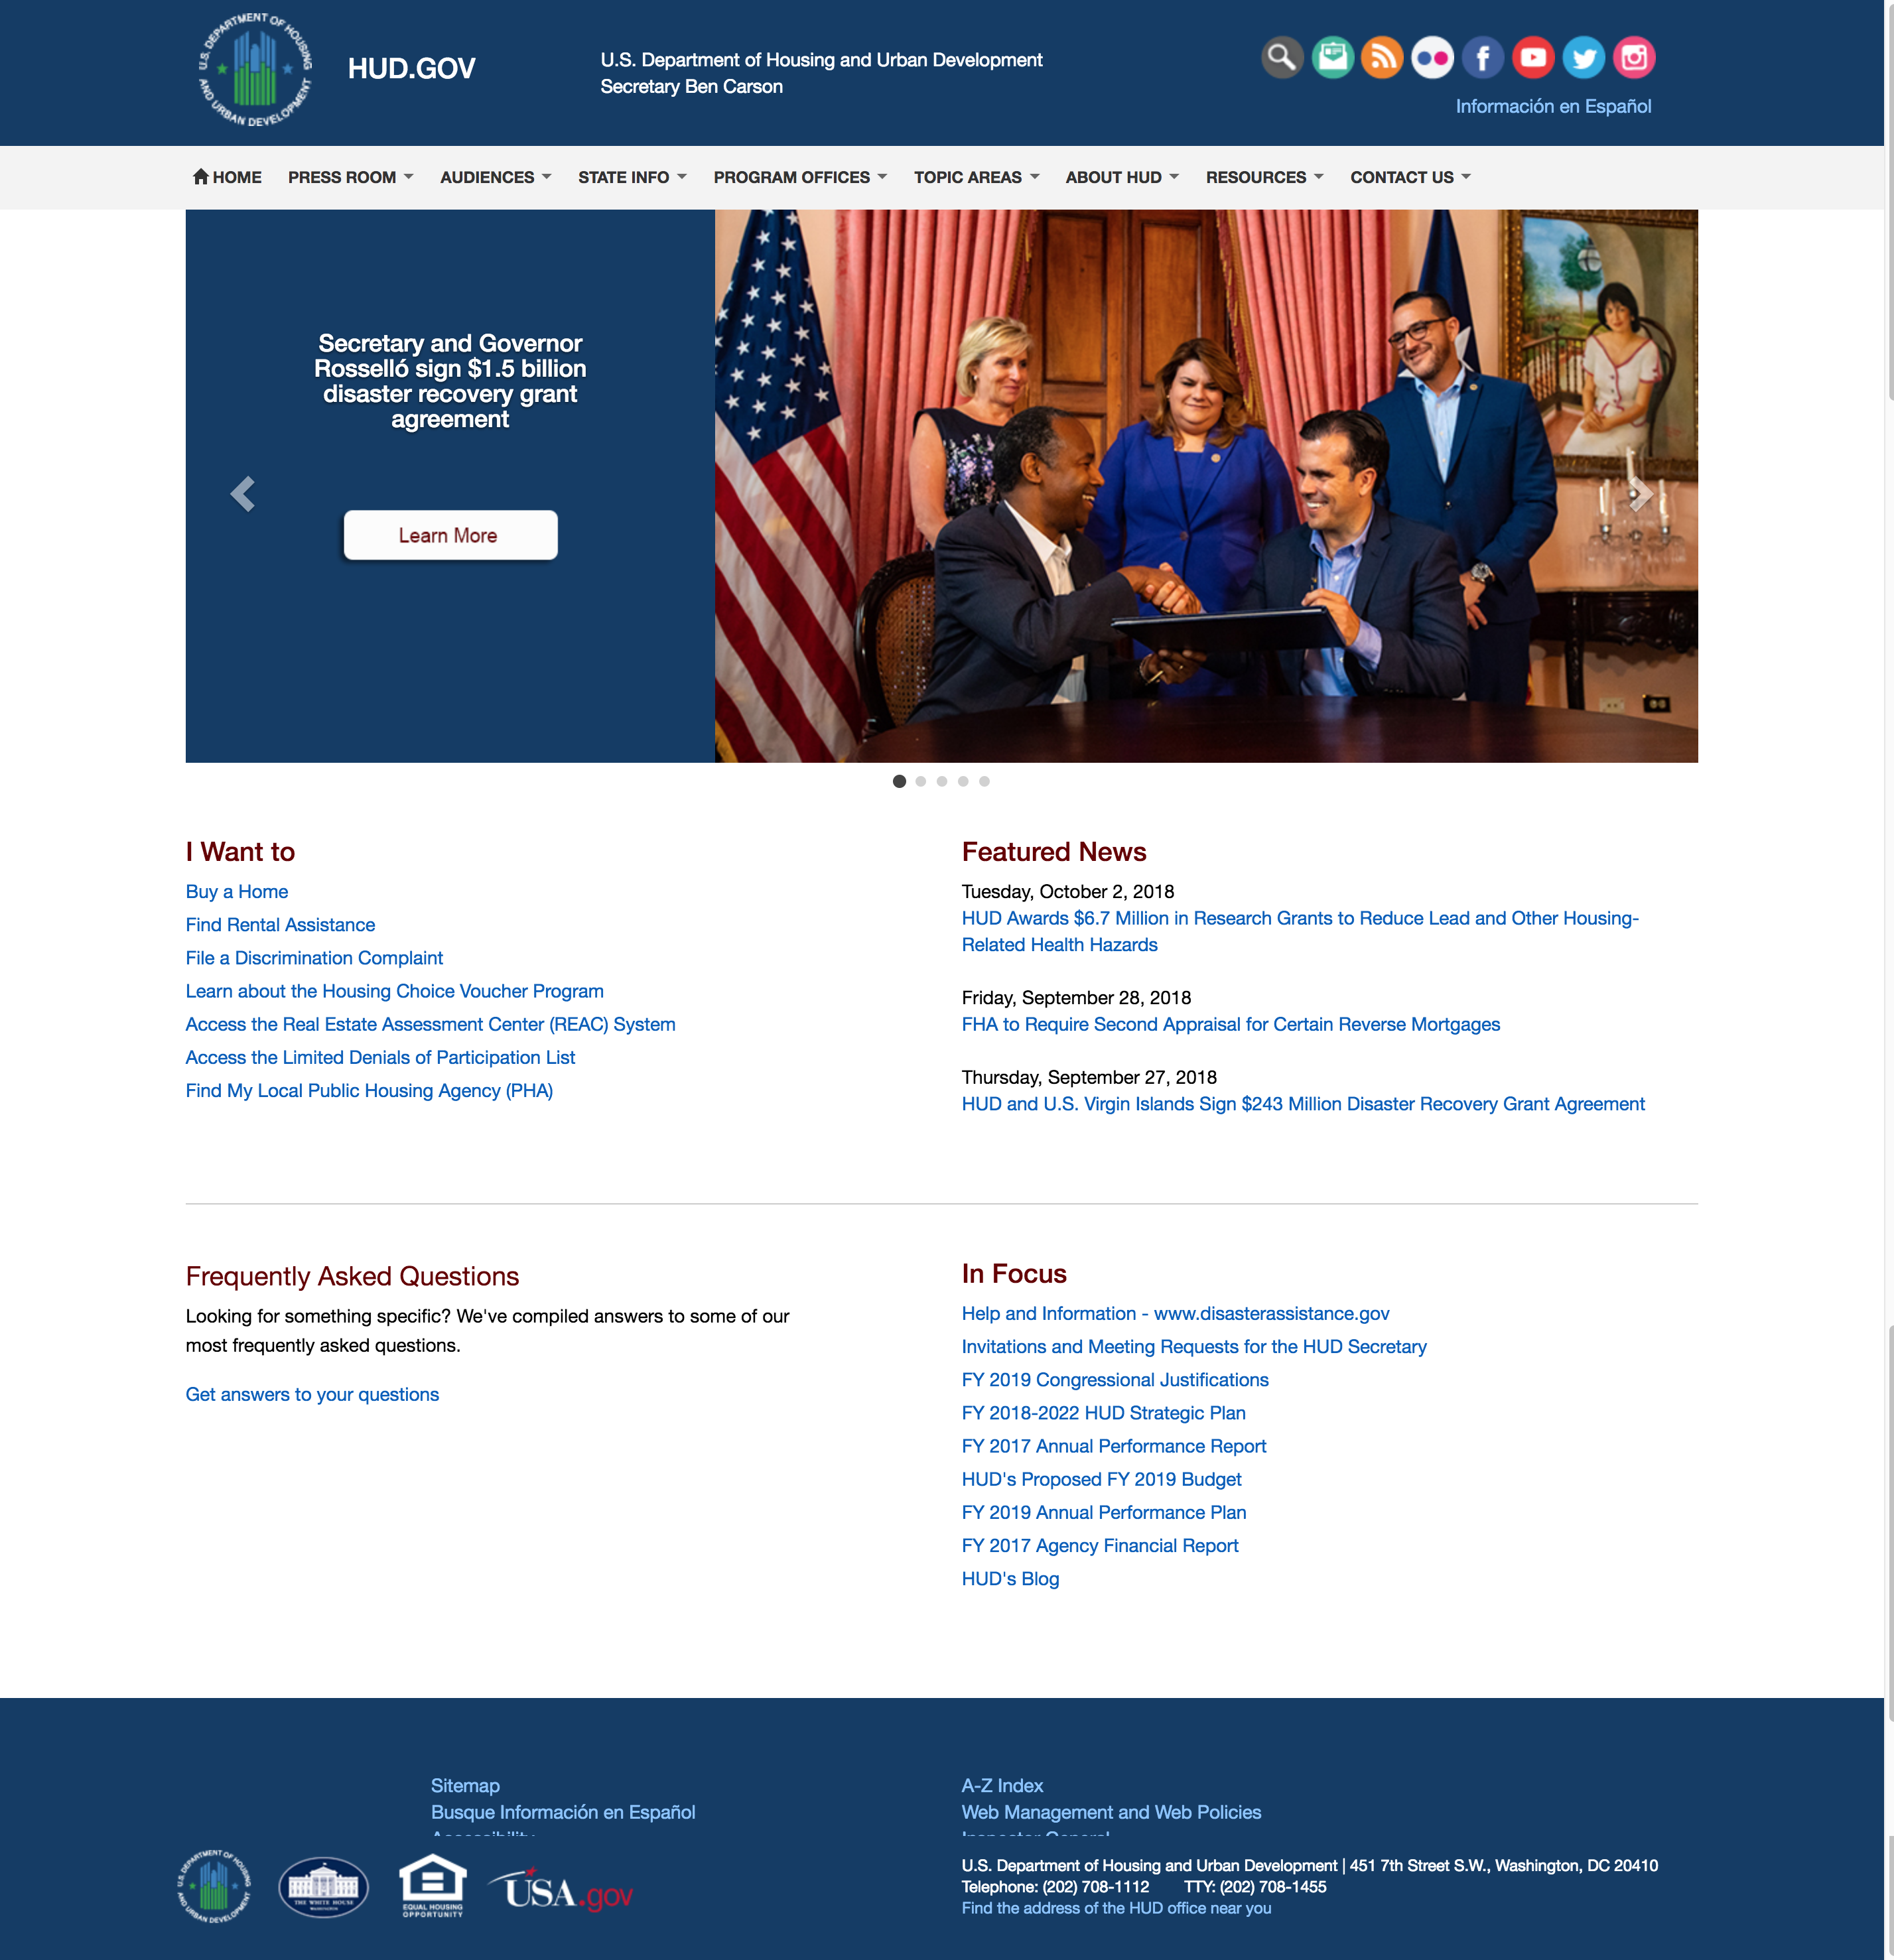 U.S. DEPARTMENT OF HOUSING
AND URBAN DEVELOPMENT
HUD.GOV
U.S. Department of Housing and Urban Development
Secretary Ben Carson
Información en Español
HOME PRESS ROOM AUDIENCES STATE INFO PROGRAM OFFICES TOPIC AREAS ABOUT HUD RESOURCES CONTACT US
Secretary and Governor
Rosselló sign $1.5 billion
disaster recovery grant
agreement
Learn More
I Want to
Buy a Home
Find Rental Assistance
File a Discrimination Complaint
Learn about the Housing Choice Voucher Program
Access the Real Estate Assessment Center (REAC) System
Access the Limited Denials of Participation List
Find My Local Public Housing Agency (PHA)
Featured News
Tuesday, October 2, 2018
HUD Awards $6.7 Million in Research Grants to Reduce Lead and Other Housing-
Related Health Hazards
Friday, September 28, 2018
FHA to Require Second Appraisal for Certain Reverse Mortgages
Thursday, September 27, 2018
HUD and U.S. Virgin Islands Sign $243 Million Disaster Recovery Grant Agreement
Frequently Asked Questions
Looking for something specific? We've compiled answers to some of our
most frequently asked questions.
Get answers to your questions
In Focus
Help and Information - www.disasterassistance.gov
Invitations and Meeting Requests for the HUD Secretary
FY 2019 Congressional Justifications
FY 2018-2022 HUD Strategic Plan
FY 2017 Annual Performance Report
HUD's Proposed FY 2019 Budget
FY 2019 Annual Performance Plan
FY 2017 Agency Financial Report
HUD's Blog
Sitemap
Busque Información en Español
Accessibility
A-Z Index
Web Management and Web Policies
Inspector General
U.S. DEPARTMENT OF HOUSING
AND URBAN DEVELOPMENT
THE WHITE HOUSE
WASHINGTON
EQUAL HOUSING
OPPORTUNITY
USA.gov
U.S. Department of Housing and Urban Development | 451 7th Street S.W., Washington, DC 20410
Telephone: (202) 708-1112 TTY: (202) 708-1455
Find the address of the HUD office near you